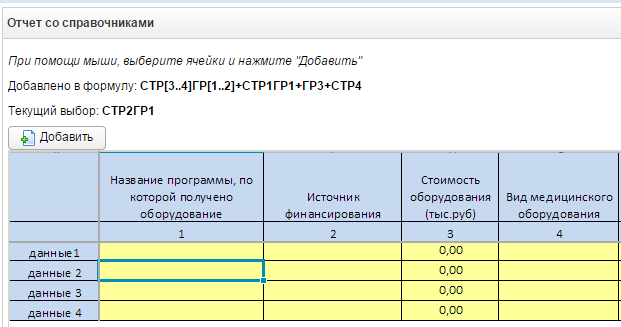 Отчет со справочниками
При помощи мыши, выберите ячейки и нажмите "Добавить"
Добавлено в формулу: СТР[3..4]ГР[1..2]+СТР1ГР1+ГР3+СТР4
Текущий выбор: СТР2ГР1
Добавить
Название программы, по
которой получено
оборудование
Источник
финансирования
Стоимость
оборудования
(тыс.руб)
Вид медицинского
оборудования
1 2 3 4
данные1 0,00
данные 2 0,00
данные 3 0,00
данные 4 0,00